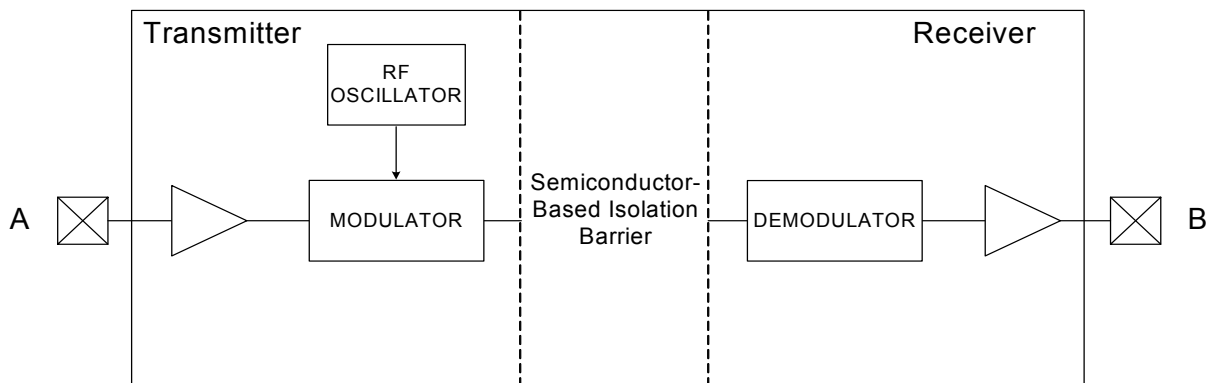 Transmitter
Receiver
RF
OSCILLATOR
A
MODULATOR
Semiconductor-
Based Isolation
Barrier
DEMODULATOR
B